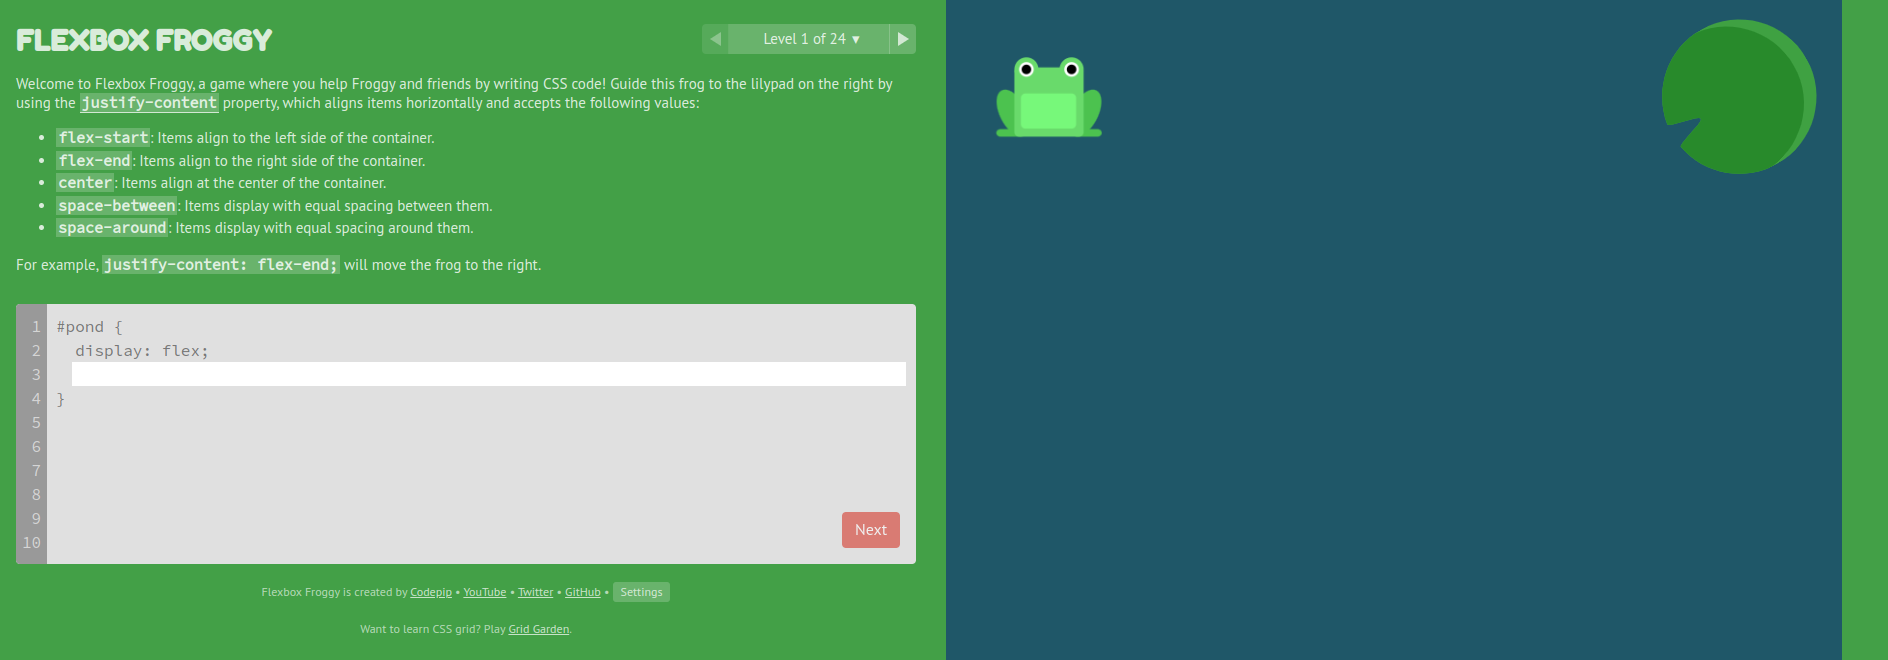 FLEXBOX FROGGY
◀ Level 1 of 24 ▼ ▶
Welcome to Flexbox Froggy, a game where you help Froggy and friends by writing CSS code! Guide this frog to the lilypad on the right by
using the justify-content property, which aligns items horizontally and accepts the following values:
• flex-start: Items align to the left side of the container.
• flex-end: Items align to the right side of the container.
• center: Items align at the center of the container.
• space-between: Items display with equal spacing between them.
• space-around: Items display with equal spacing around them.
For example, justify-content: flex-end; will move the frog to the right.
1 #pond {
2 display: flex;
3
4 }
5
6
7
8
9
Next
10
Flexbox Froggy is created by Codepip • YouTube • Twitter • GitHub • Settings
Want to learn CSS grid? Play Grid Garden.